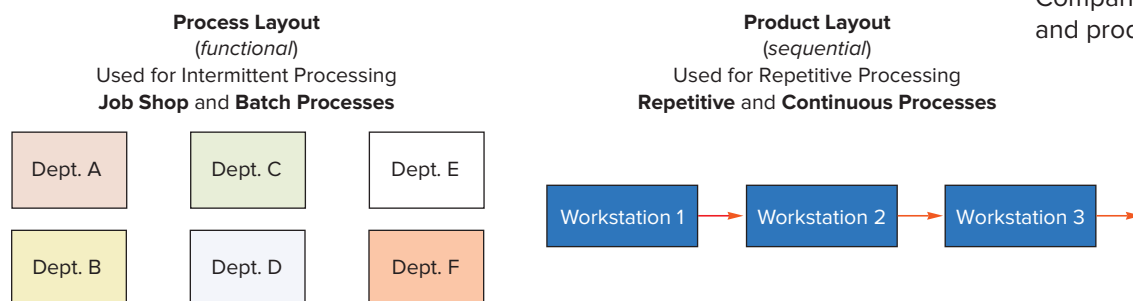 Process Layout
(functional)
Used for Intermittent Processing
Job Shop and Batch Processes
Dept. A
Dept. C
Dept. E
Dept. B
Dept. D
Dept. F
Product Layout
(sequential)
Used for Repetitive Processing
Repetitive and Continuous Processes
Workstation 1
Workstation 2
Workstation 3
and